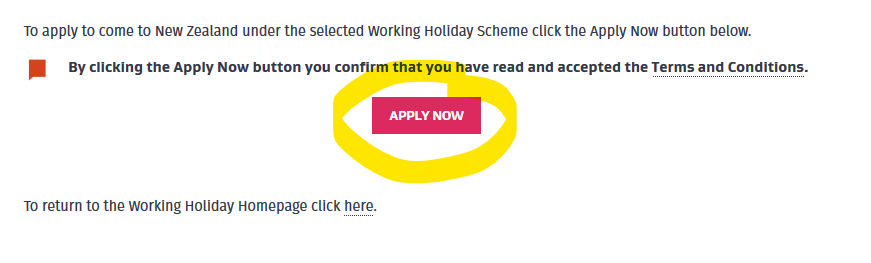 To apply to come to New Zealand under the selected Working Holiday Scheme click the Apply Now button below.
By clicking the Apply Now button you confirm that you have read and accepted the Terms and Conditions.
APPLY NOW
To return to the Working Holiday Homepage click here.